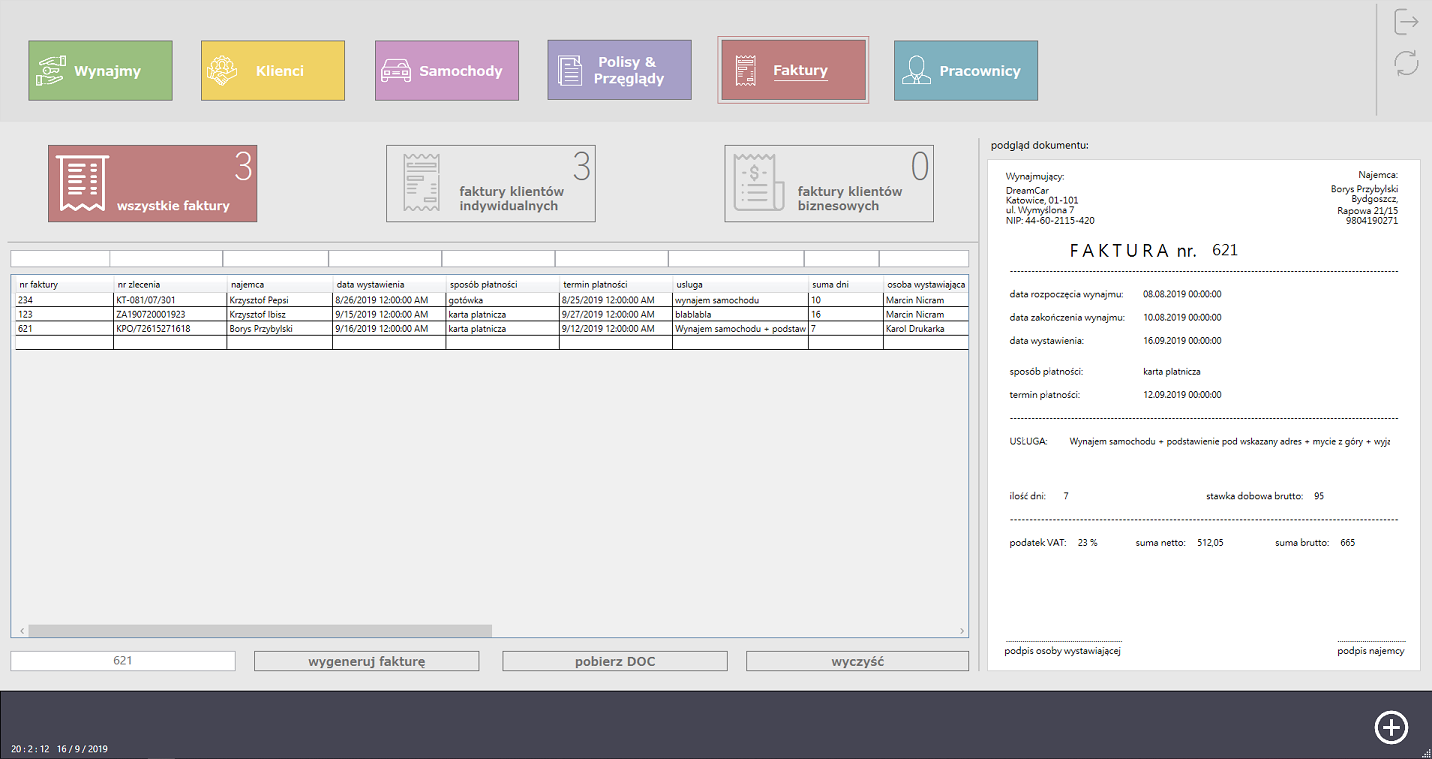 Wynajmy
Klienci
Samochody
Polisy &
Przęglądy
Faktury
Pracownicy
3
wszystkie faktury
3
faktury klientów
indywidualnych
0
faktury klientów
biznesowych
nr faktury nr zlecenia najemca data wystawienia sposób płatności termin platności usługa suma dni osoba wystawiająca
234 KT-081/07/301 Krzysztof Pepsi 8/26/2019 12:00:00 AM gotówka 8/25/2019 12:00:00 AM wynajem samochodu 10 Marcin Nicram
123 ZA190720001923 Krzysztof Ibisz 9/15/2019 12:00:00 AM karta platnicza 9/27/2019 12:00:00 AM blablabla 16 Marcin Nicram
621 KPO/72615271618 Borys Przybylski 9/16/2019 12:00:00 AM karta platnicza 9/12/2019 12:00:00 AM Wynajem samochodu + podstaw 7 Karol Drukarka
621
wygeneruj fakturę
pobierz DOC
wyczyść
podgląd dokumentu:
Wynajmujący:
DreamCar
Katowice, 01-101
ul. Wymyślona 7
NIP: 44-60-2115-420
Najemca:
Borys Przybylski
Bydgoszcz,
Rapowa 21/15
9804190271
FAKTURA nr. 621
data rozpoczęcia wynajmu: 08.08.2019 00:00:00
data zakończenia wynajmu: 10.08.2019 00:00:00
data wystawienia: 16.09.2019 00:00:00
sposób płatności: karta platnicza
termin płatności: 12.09.2019 00:00:00
USŁUGA: Wynajem samochodu + podstawienie pod wskazany adres + mycie z góry + wyja
ilość dni: 7 stawka dobowa brutto: 95
podatek VAT: 23 % suma netto: 512,05 suma brutto: 665
podpis osoby wystawiającej podpis najemcy
20 : 2 : 12 16 / 9 / 2019